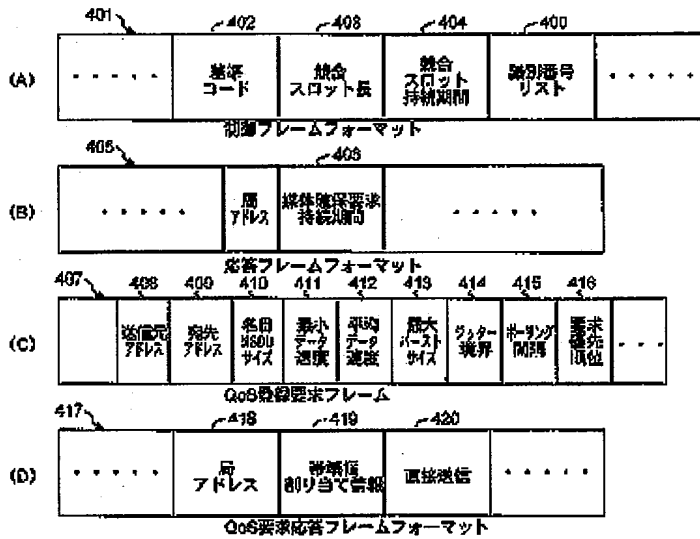 401
402
403
404
400
(A)
・・・・・
基準
コード
競合
スロット長
競合
スロット
持続期間
識別番号
リスト
・・・・・
制御フレームフォーマット
405
406
(B)
・・・・・
局
アドレス
媒体確保要求
持続期間
・・・・・
応答フレームフォーマット
407
408
409
410
411
412
413
414
415
416
(C)
送信元
アドレス
宛先
アドレス
MSDU
サイズ
最小
データ
速度
平均
データ
速度
最大
バースト
サイズ
ジッター
境界
ポーリング
間隔
要求
優先
順位
・・・
QoS登録要求フレーム
417
418
419
420
(D)
・・・・・
局
アドレス
帯域幅
割り当て情報
直接送信
・・・・・
QoS要求応答フレームフォーマット